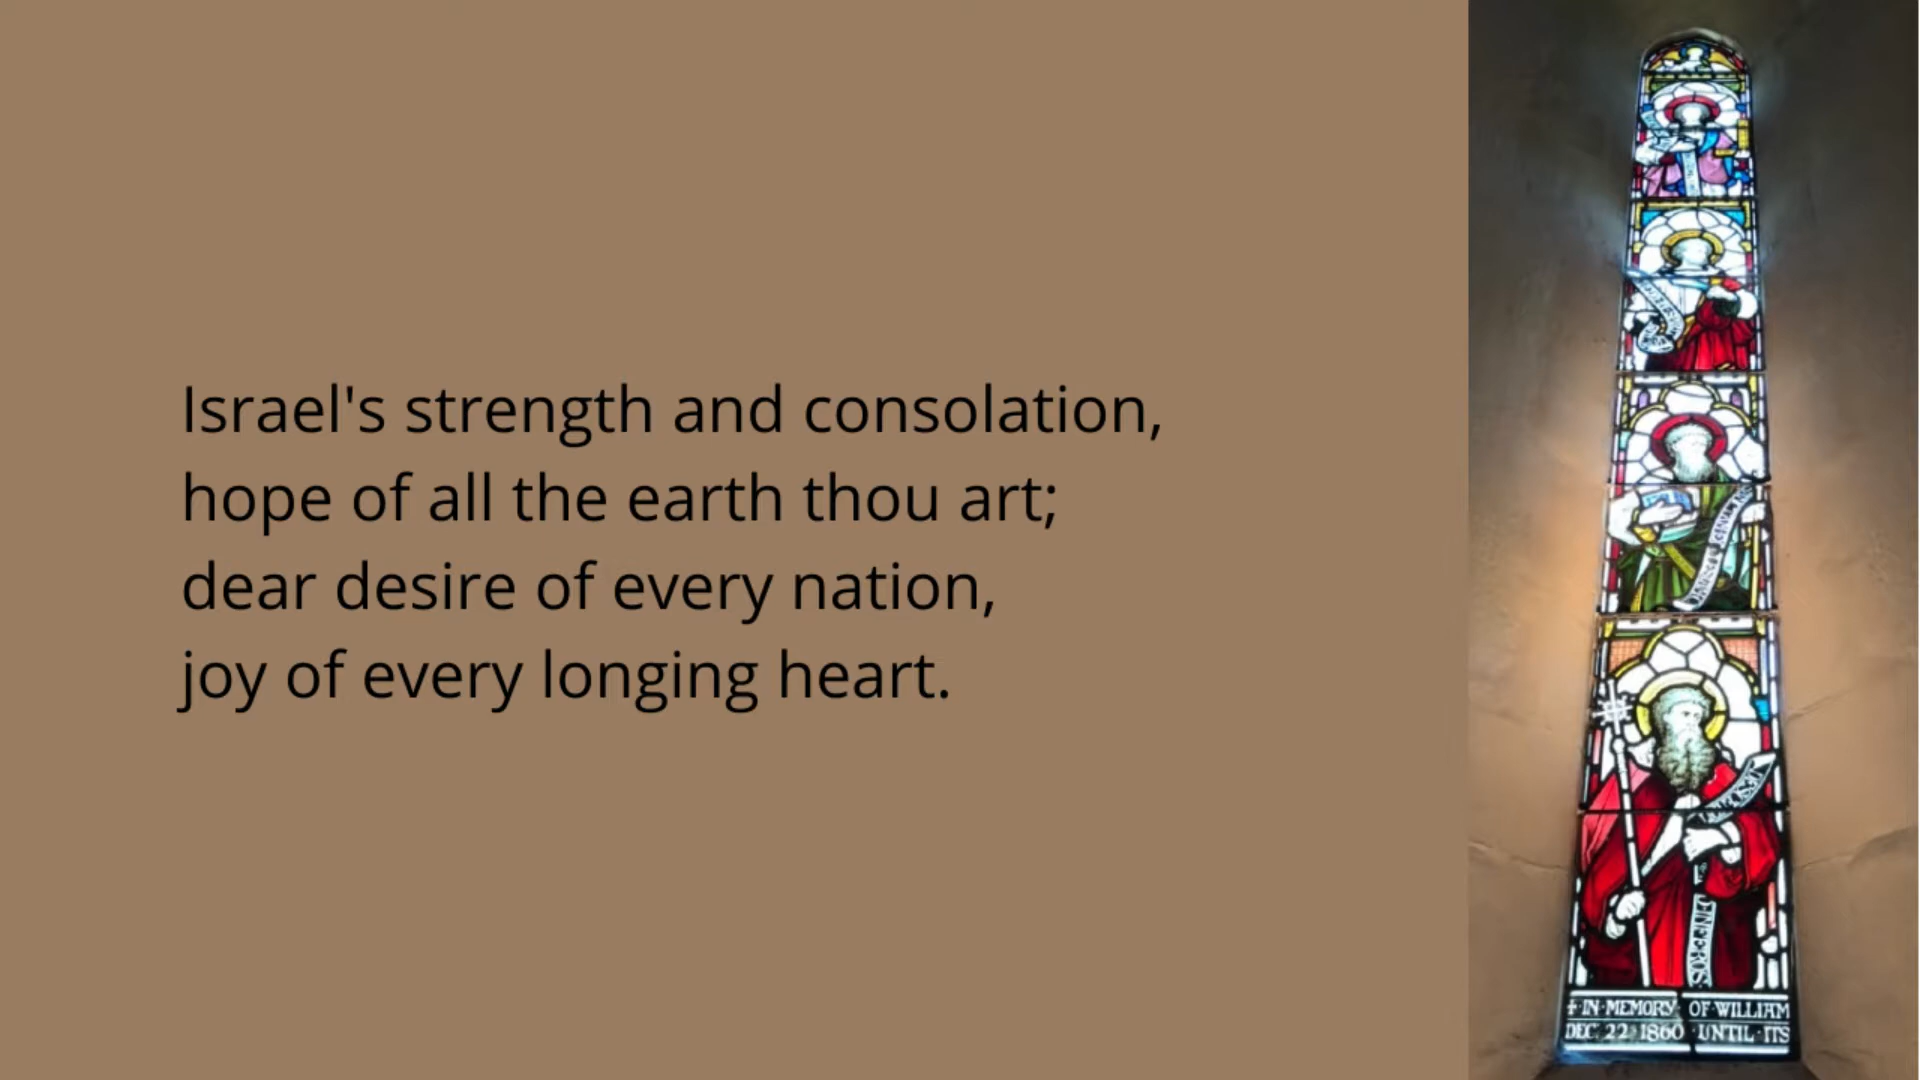 Israel's strength and consolation,
hope of all the earth thou art;
dear desire of every nation,
joy of every longing heart.
+ IN · MEMORY · OF · WILLIAM
DEC · 22 · 1860 · UNTIL · ITS